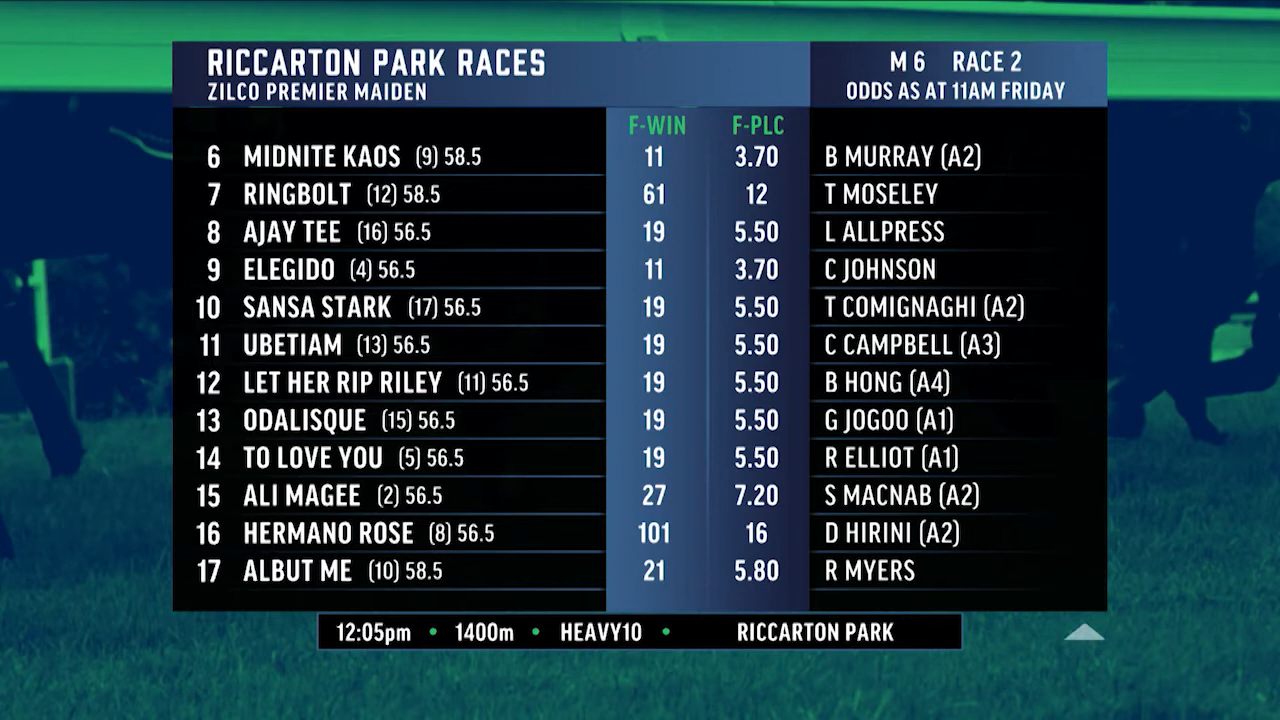 RICCARTON PARK RACES
ZILCO PREMIER MAIDEN
M 6 RACE 2
ODDS AS AT 11AM FRIDAY
F-WIN F-PLC
6 MIDNITE KAOS (9) 58.5 11 3.70 B MURRAY (A2)
7 RINGBOLT (12) 58.5 61 12 T MOSELEY
8 AJAY TEE (16) 56.5 19 5.50 L ALLPRESS
9 ELEGIDO (4) 56.5 11 3.70 C JOHNSON
10 SANSA STARK (17) 56.5 19 5.50 T COMIGNAGHI (A2)
11 UBETIAM (13) 56.5 19 5.50 C CAMPBELL (A3)
12 LET HER RIP RILEY (11) 56.5 19 5.50 B HONG (A4)
13 ODALISQUE (15) 56.5 19 5.50 G JOGOO (A1)
14 TO LOVE YOU (5) 56.5 19 5.50 R ELLIOT (A1)
15 ALI MAGEE (2) 56.5 27 7.20 S MACNAB (A2)
16 HERMANO ROSE (8) 56.5 101 16 D HIRINI (A2)
17 ALBUT ME (10) 58.5 21 5.80 R MYERS
12:05pm • 1400m • HEAVY10 • RICCARTON PARK